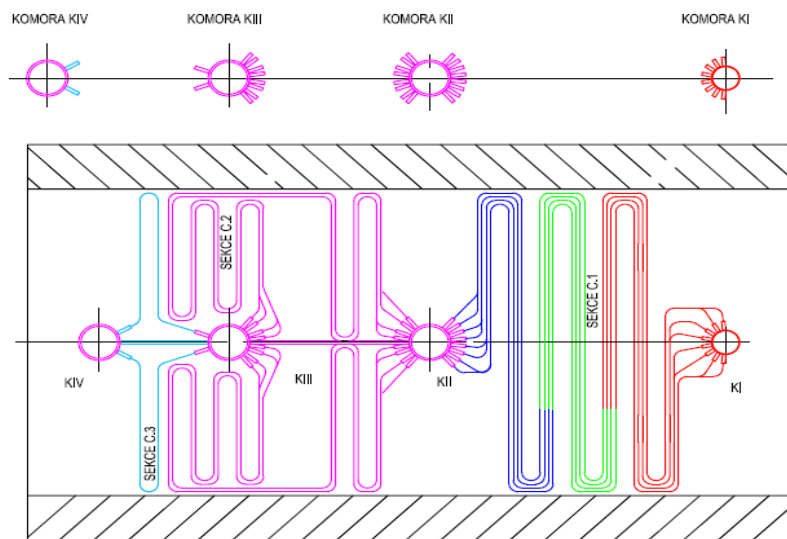 KOMORA KIV
KOMORA KIII
KOMORA KII
KOMORA KI
SEKCE C.2
SEKCE C.1
KIV
KIII
KII
KI
SEKCE C.3